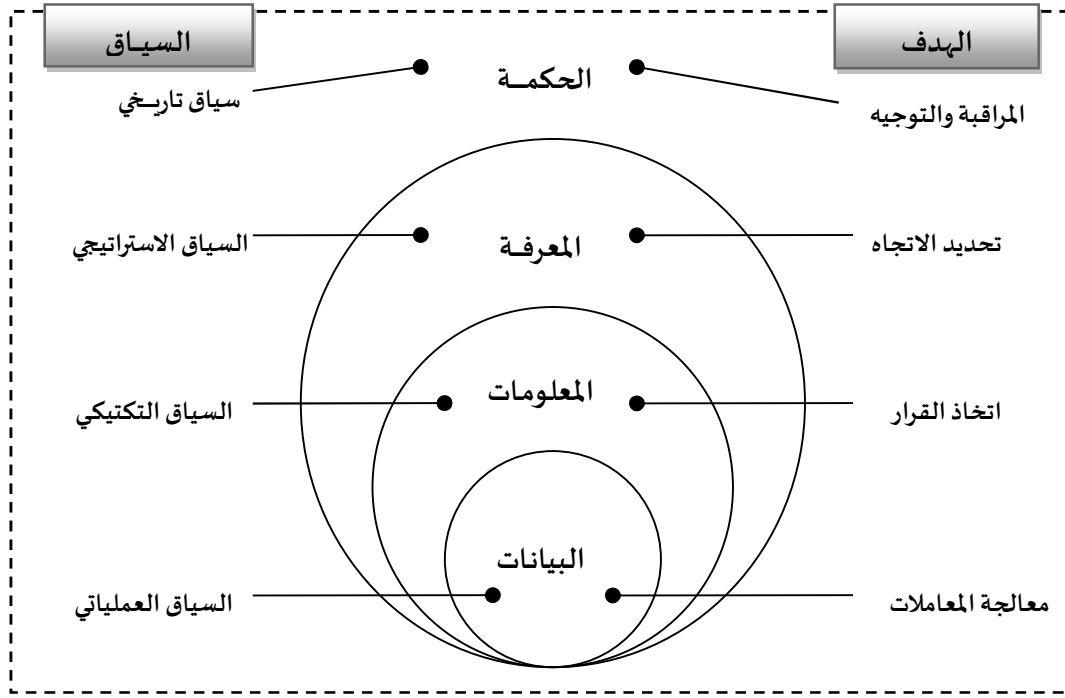 الهدف
السياق
الحكمة
المراقبة والتوجيه
سياق تاريخي
المعرفة
تحديد الاتجاه
السياق الاستراتيجي
المعلومات
اتخاذ القرار
السياق التكتيكي
البيانات
معالجة المعاملات
السياق العملياتي